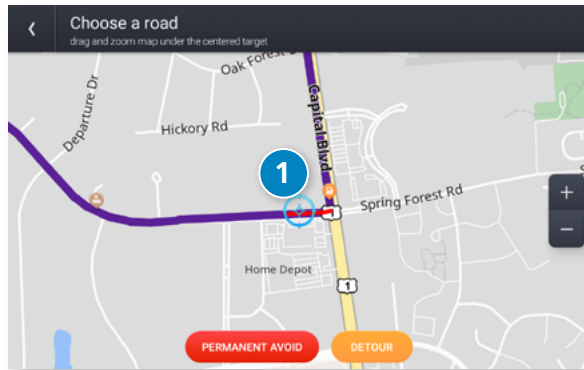 Choose a road
drag and zoom map under the centered target
Oak Forest
Departure Dr
Hickory Rd
Capital Blvd
1
Spring Forest Rd
1
Home Depot
1
+
−
PERMANENT AVOID
DETOUR